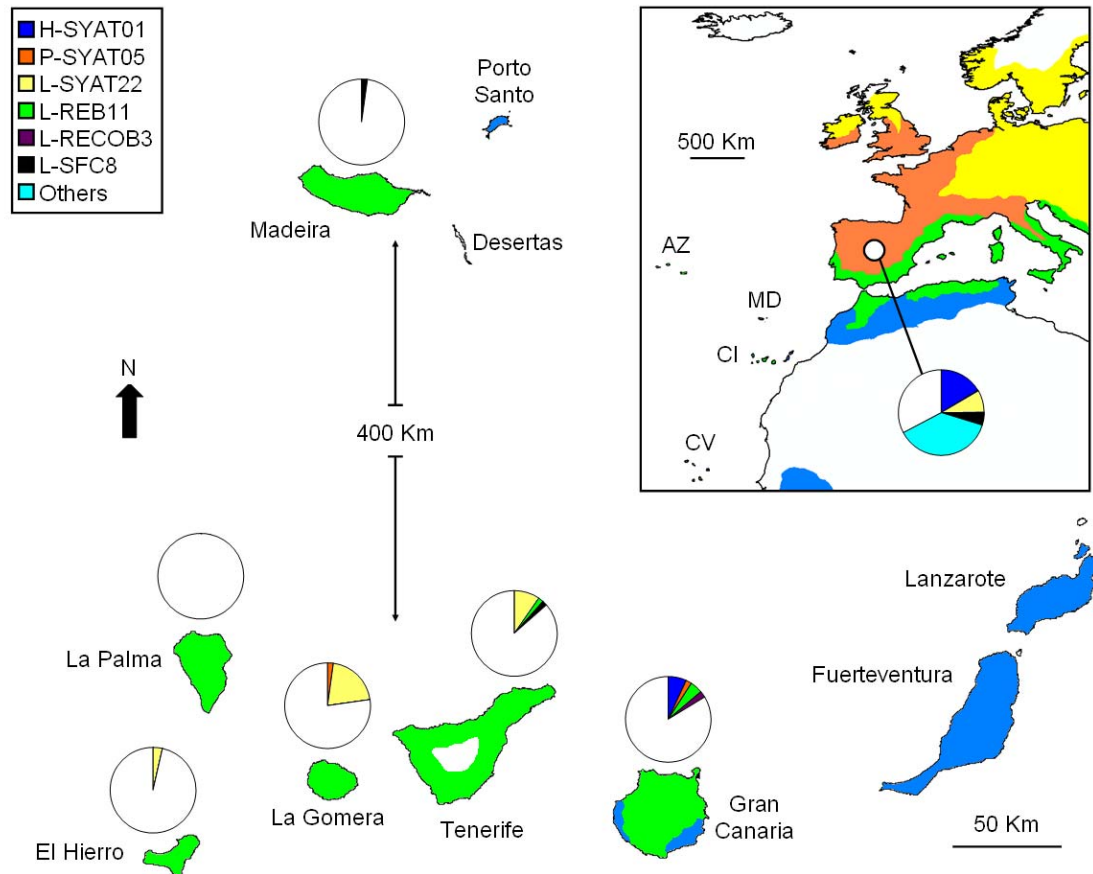 H-SYAT01
P-SYAT05
L-SYAT22
L-REB11
L-RECOB3
L-SFC8
Others
Porto
Santo
Madeira
Desertas
500 Km
AZ
MD
CI
CV
N
400 Km
La Palma
Lanzarote
Fuerteventura
La Gomera
Tenerife
Gran
Canaria
El Hierro
50 Km